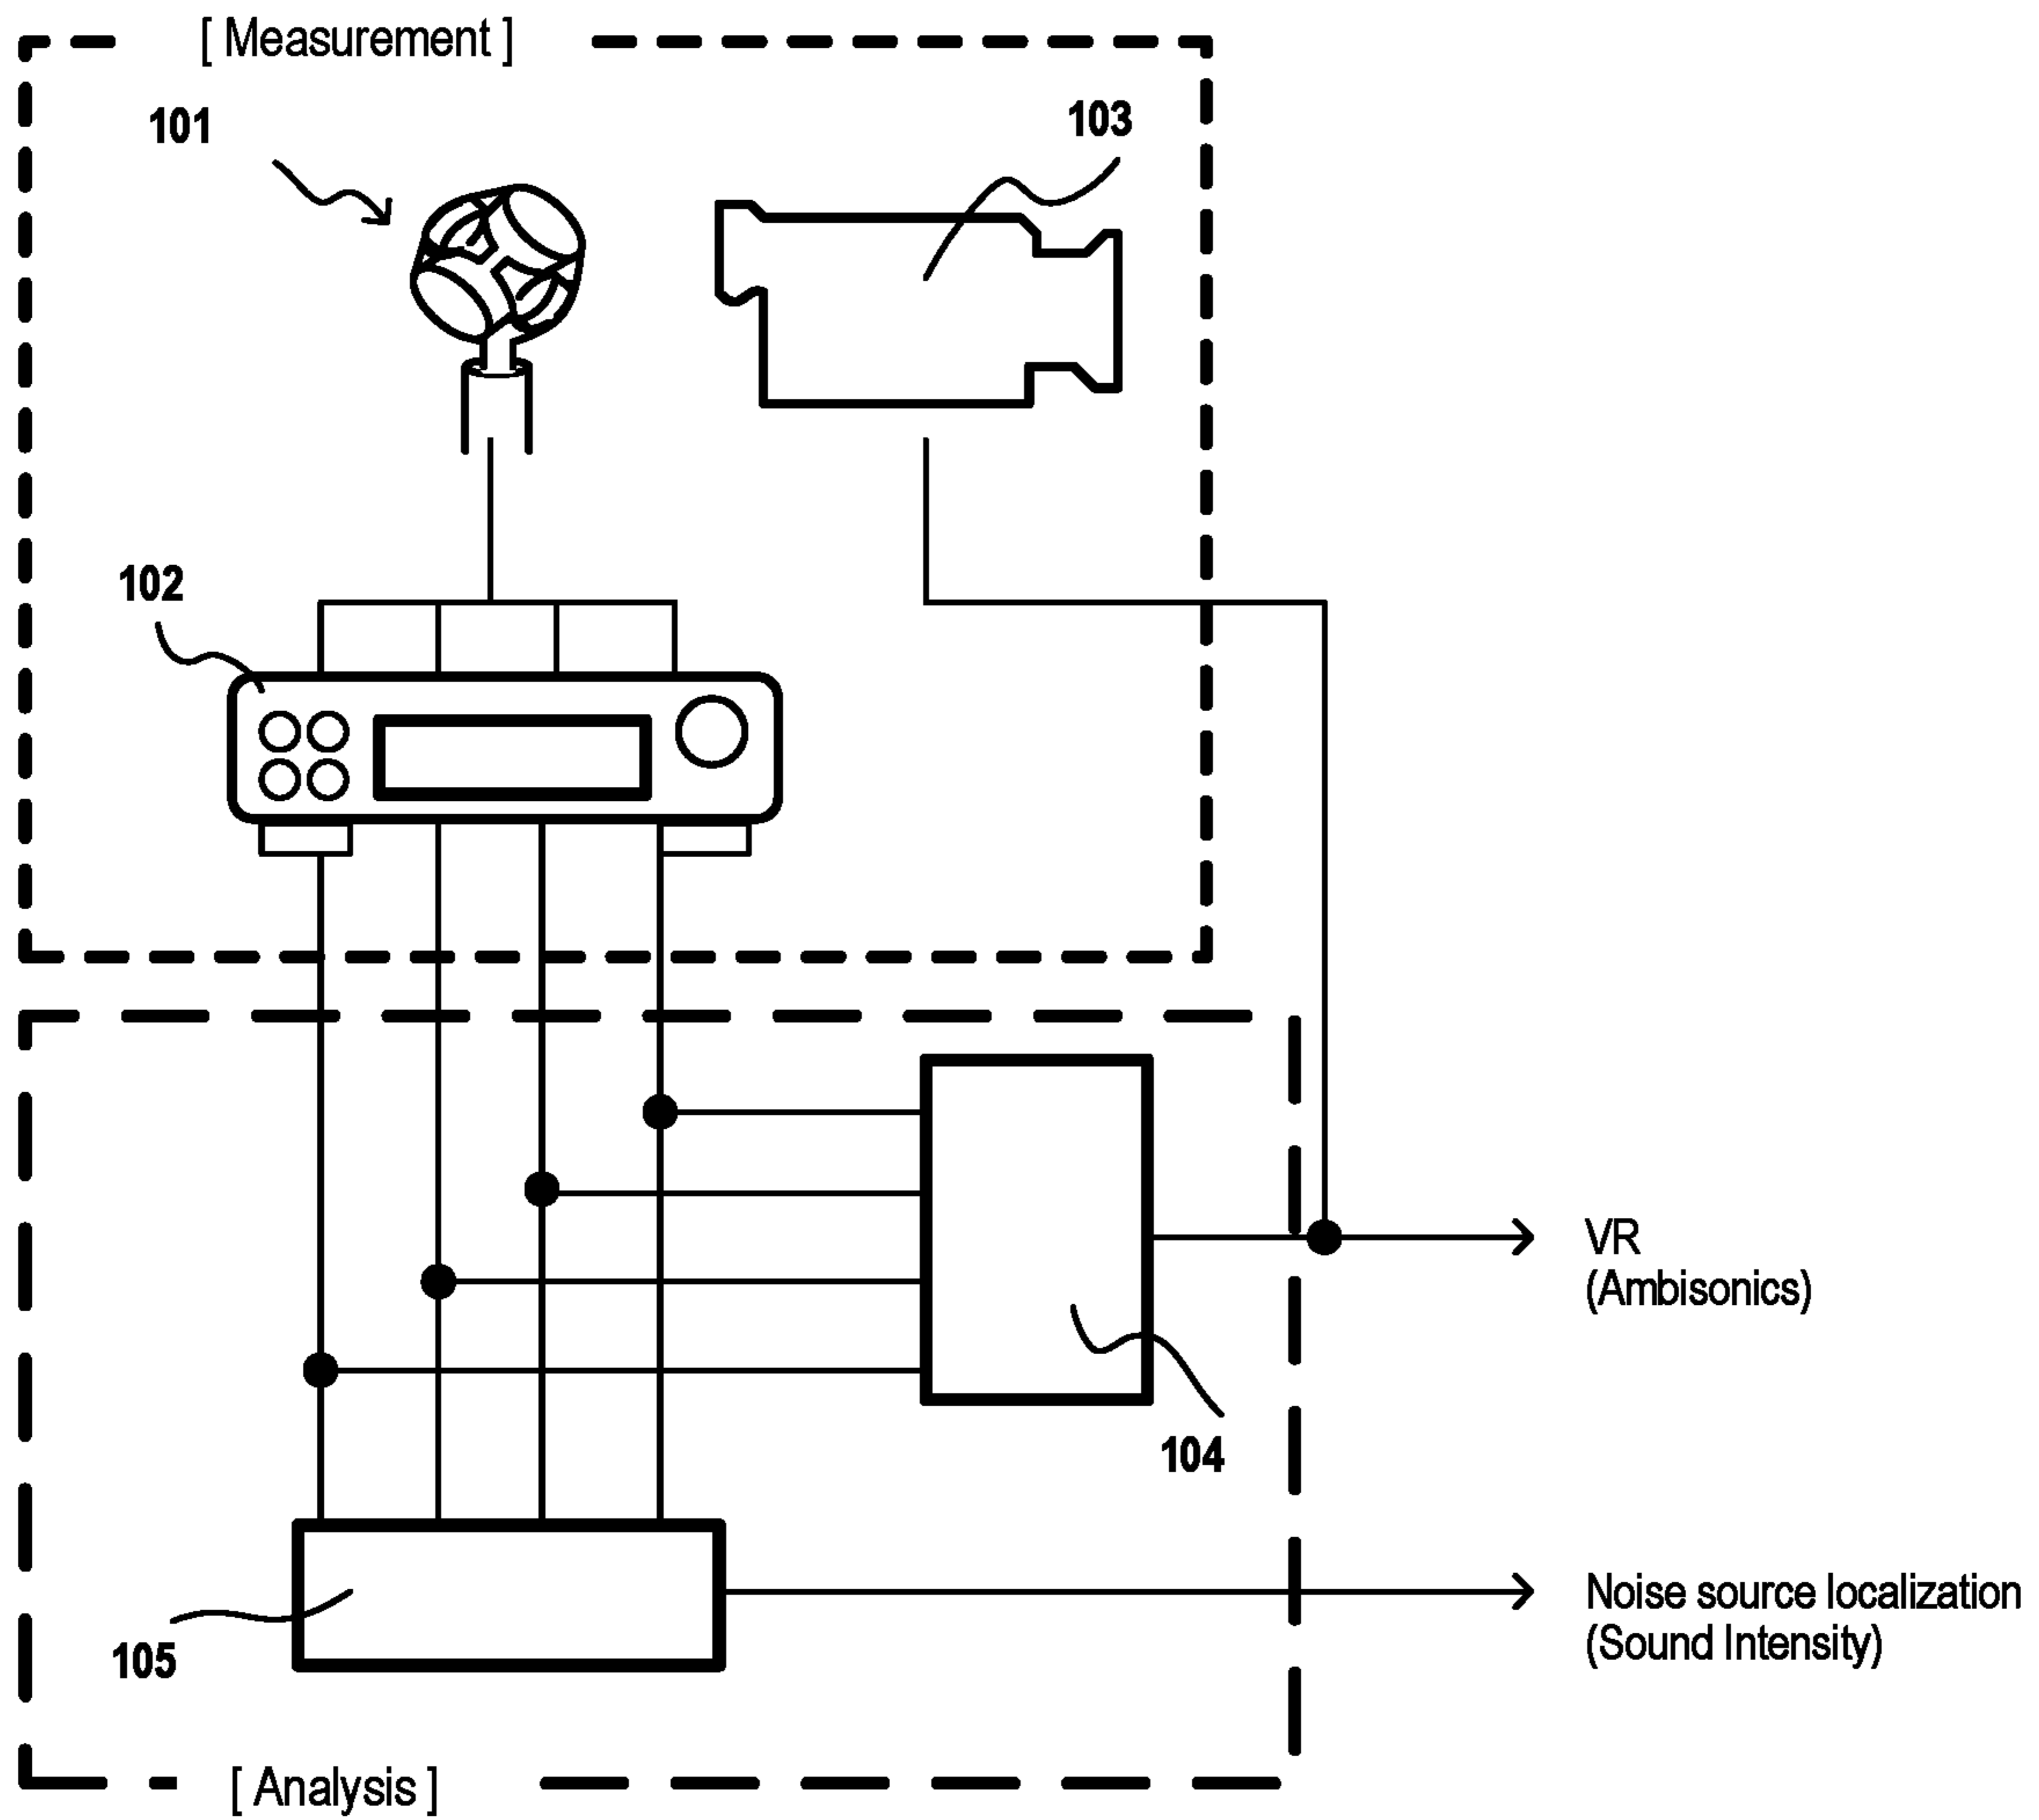 [ Measurement ]
101
103
102
VR
(Ambisonics)
104
Noise source localization
(Sound Intensity)
105
[ Analysis ]